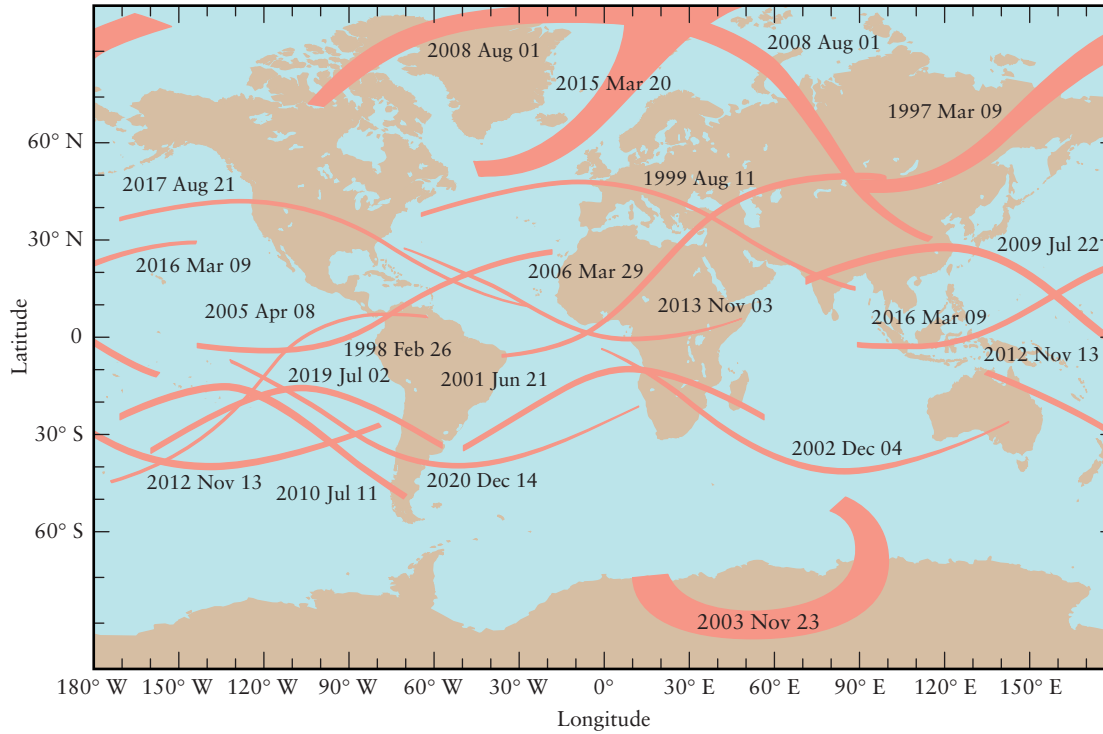 2008 Aug 01
2008 Aug 01
2015 Mar 20
1997 Mar 09
60° N
2017 Aug 21
1999 Aug 11
30° N
2009 Jul 22
2016 Mar 09
2006 Mar 29
2005 Apr 08
2013 Nov 03
2016 Mar 09
0°
1998 Feb 26
2012 Nov 13
2019 Jul 02
2001 Jun 21
Latitude
30° S
2002 Dec 04
2012 Nov 13
2020 Dec 14
2010 Jul 11
60° S
2003 Nov 23
180° W 150° W 120° W 90° W 60° W 30° W 0° 30° E 60° E 90° E 120° E 150° E
Longitude